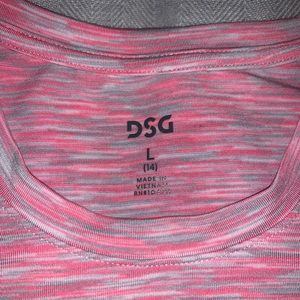 DSG
L
(14)
MADE IN
VIETNAM